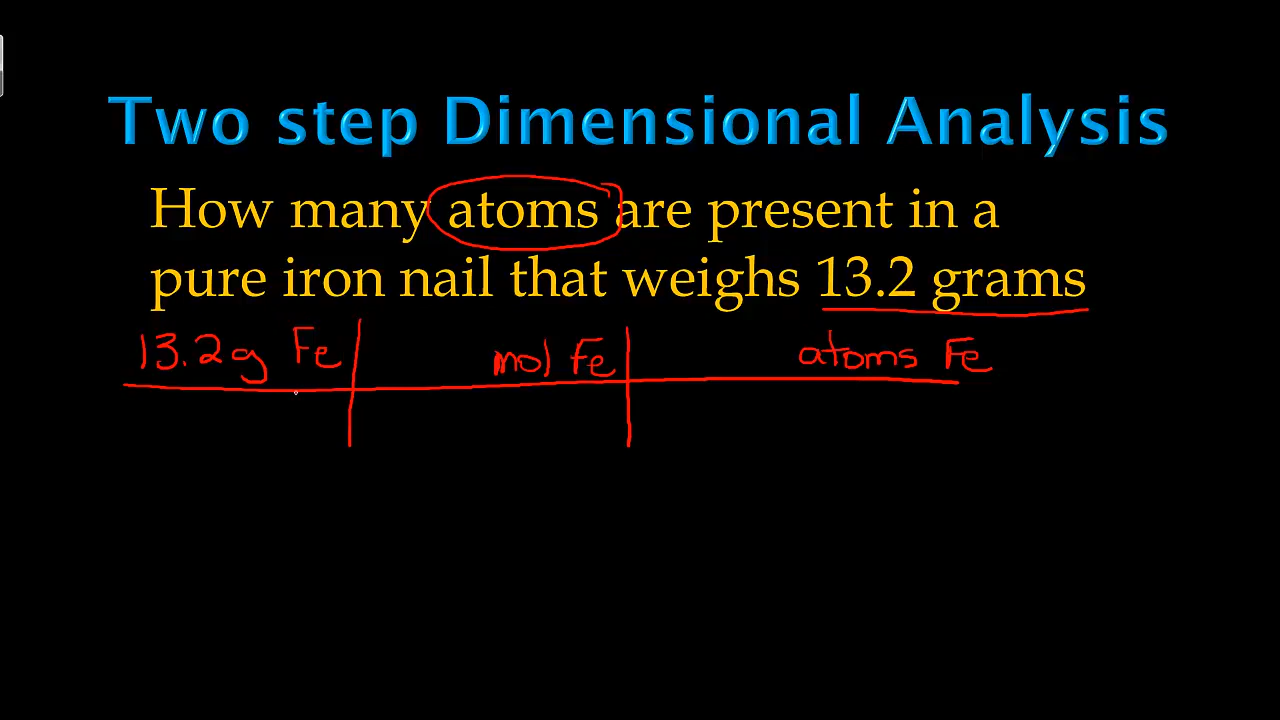 Two step Dimensional Analysis
How many atoms are present in a
pure iron nail that weighs 13.2 grams
13.2g Fe mol Fe atoms Fe